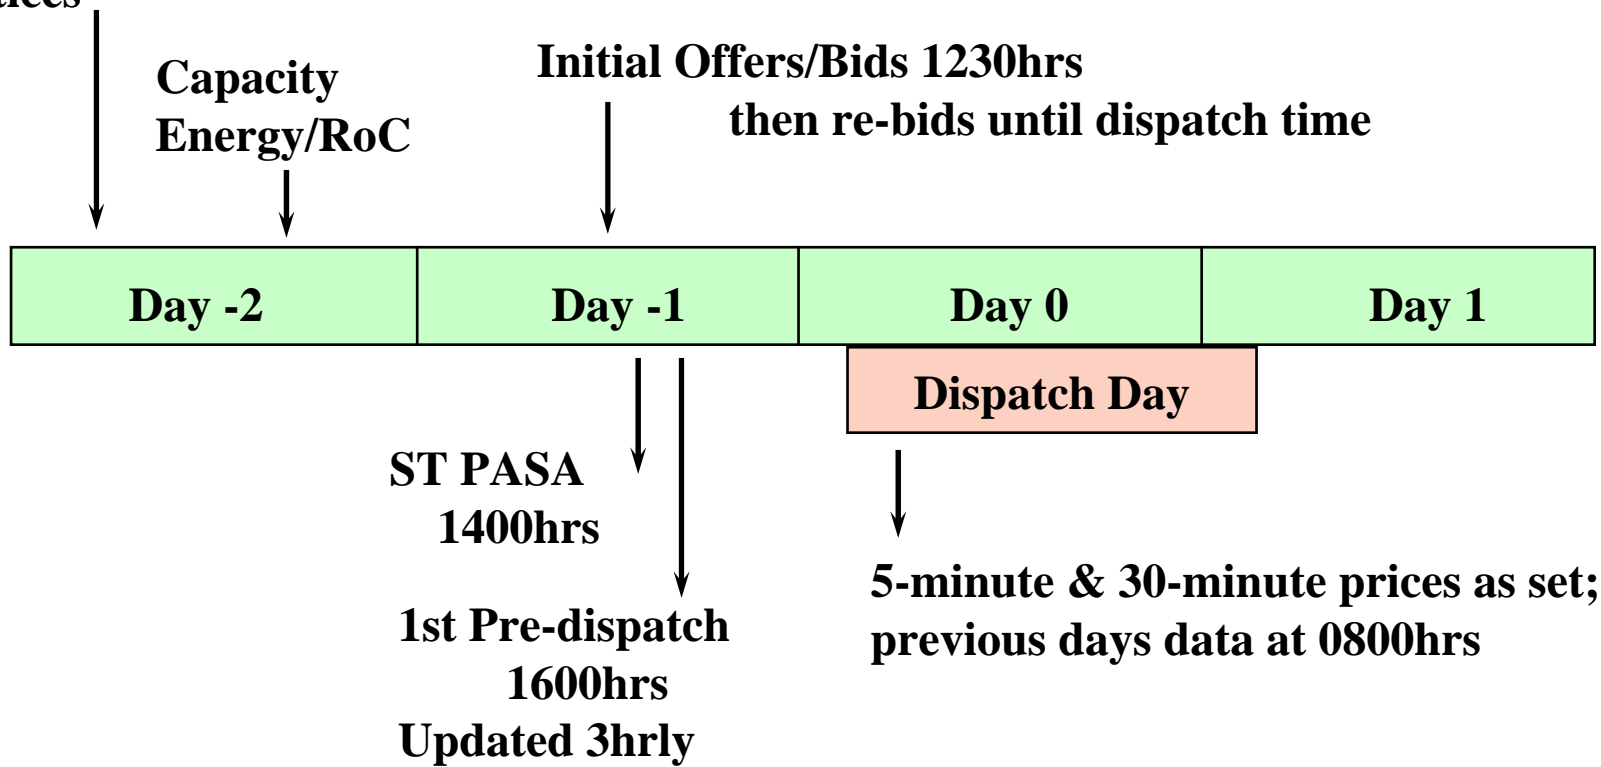 Capacity
Energy/RoC
Initial Offers/Bids 1230hrs
then re-bids until dispatch time
Day -2
Day -1
Day 0
Day 1
Dispatch Day
ST PASA
1400hrs
1st Pre-dispatch
1600hrs
Updated 3hrly
5-minute & 30-minute prices as set;
previous days data at 0800hrs